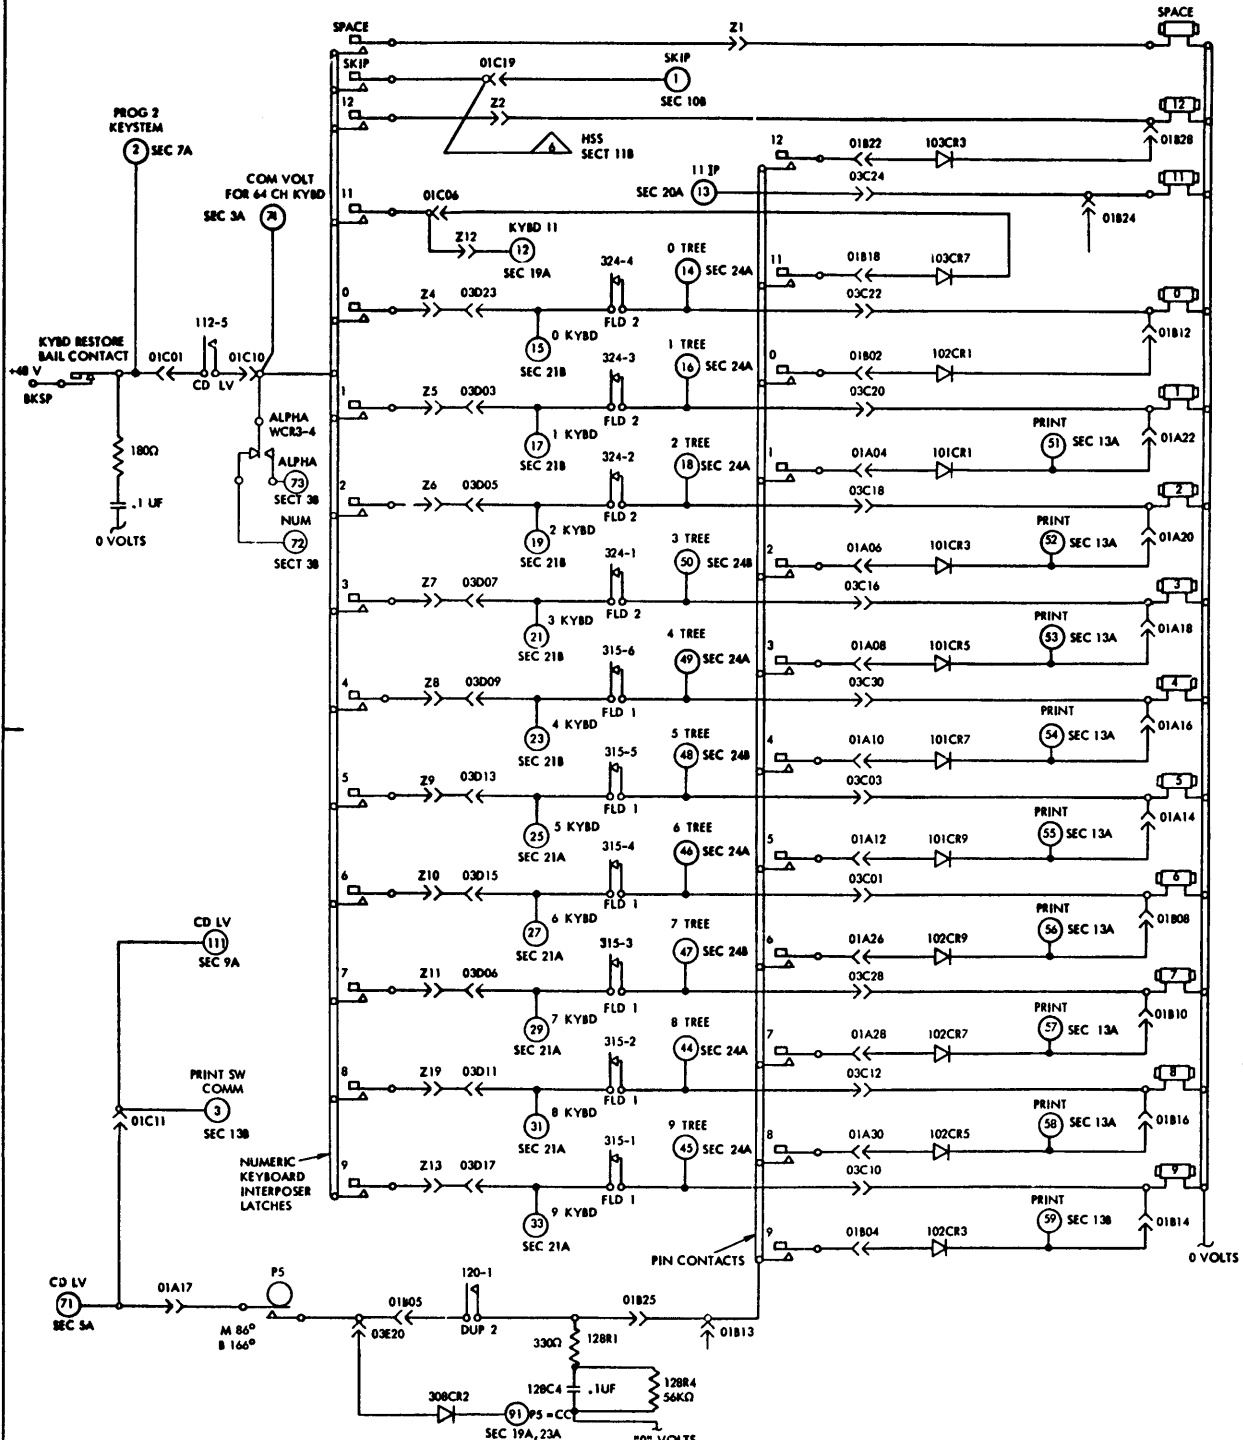 SPACE
Z1
SPACE
SKIP
01C19
SKIP
1
SEC 10B
12
Z2
12
01B28
PROG 2
KEYSTEM
2 SEC 7A
6
HSS
SECT 11B
12
01B22
103CR3
COM VOLT
FOR 64 CH KYBD
SEC 3A
74
11 IP
SEC 20A 13
03C24
11
01B24
11
01C06
Z12
KYBD 11
12
SEC 19A
11
01B18
103CR7
0
Z4
03D23
324-4
FLD 2
0 TREE
14 SEC 24A
03C22
0
01B12
0 KYBD
15
SEC 21B
KYBD RESTORE
BAIL CONTACT
+48 V
BKSP
01C01
112-5
CD LV
01C10
0
01B02
102CR1
1
Z5
03D03
324-3
FLD 2
1 TREE
16 SEC 24A
03C20
1
01A22
1 KYBD
17
SEC 21B
180Ω
.1 UF
0 VOLTS
ALPHA
WCR3-4
ALPHA
73
SECT 3B
NUM
72
SECT 3B
1
01A04
101CR1
PRINT
51 SEC 13A
2
Z6
03D05
324-2
FLD 2
2 TREE
18 SEC 24A
03C18
2
01A20
2 KYBD
19
SEC 21B
2
01A06
101CR3
PRINT
52 SEC 13A
3
Z7
03D07
324-1
FLD 2
3 TREE
50 SEC 24B
03C16
3
01A18
3 KYBD
21
SEC 21B
3
01A08
101CR5
PRINT
53 SEC 13A
4
Z8
03D09
315-6
FLD 1
4 TREE
49 SEC 24A
03C30
4
01A16
4 KYBD
23
SEC 21B
4
01A10
101CR7
PRINT
54 SEC 13A
5
Z9
03D13
315-5
FLD 1
5 TREE
48 SEC 24B
03C03
5
01A14
5 KYBD
25
SEC 21A
5
01A12
101CR9
PRINT
55 SEC 13A
6
Z10
03D15
315-4
FLD 1
6 TREE
46 SEC 24A
03C01
6
01B08
6 KYBD
27
SEC 21A
6
01A26
102CR9
PRINT
56 SEC 13A
CD LV
111
SEC 9A
7
Z11
03D06
315-3
FLD 1
7 TREE
47 SEC 24B
03C28
7
01B10
7 KYBD
29
SEC 21A
7
01A28
102CR7
PRINT
57 SEC 13A
PRINT SW
COMM
3
SEC 13B
01C11
8
Z19
03D11
315-2
FLD 1
8 TREE
44 SEC 24A
03C12
8
01B16
8 KYBD
31
SEC 21A
8
01A30
102CR5
PRINT
58 SEC 13A
NUMERIC
KEYBOARD
INTERPOSER
LATCHES
9
Z13
03D17
315-1
FLD 1
9 TREE
45 SEC 24A
03C10
9
01B14
9 KYBD
33
SEC 21A
PIN CONTACTS
9
01B04
102CR3
PRINT
59 SEC 13B
0 VOLTS
CD LV
71
SEC 5A
01A17
P5
M 86°
B 166°
03E20
01B05
120-1
DUP 2
01B25
01B13
330Ω
128R1
128C4
.1UF
128R4
56KΩ
308CR2
91 P5 = CC
SEC 19A, 23A
"0" VOLTS